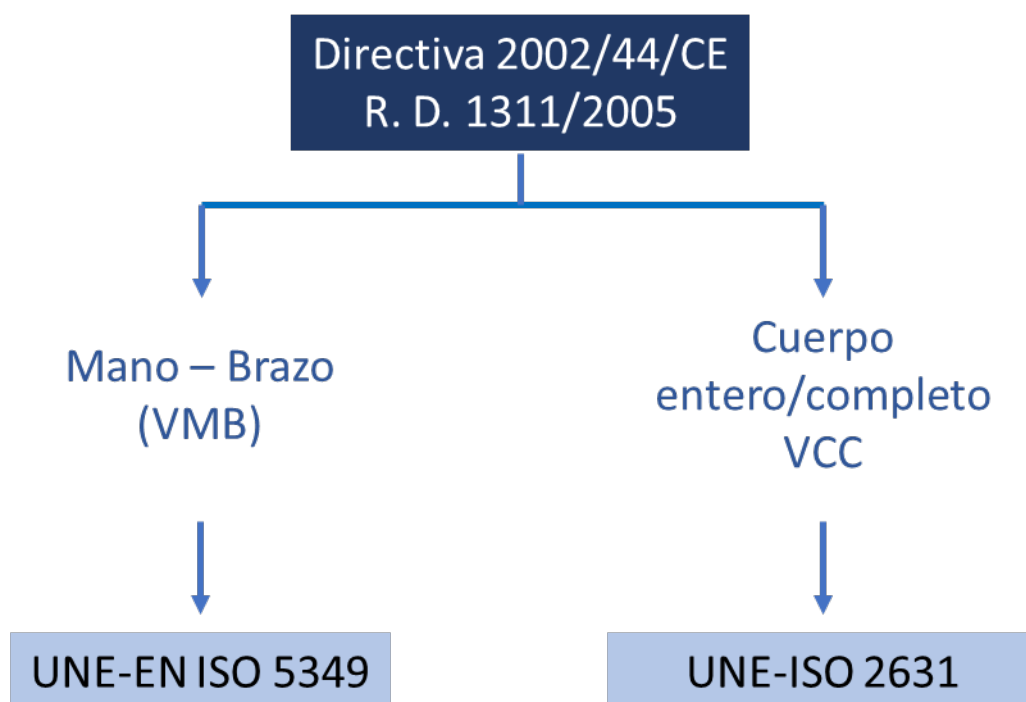 Directiva 2002/44/CE
R. D. 1311/2005
Mano – Brazo
(VMB)
Cuerpo
entero/completo
VCC
UNE-EN ISO 5349
UNE-ISO 2631